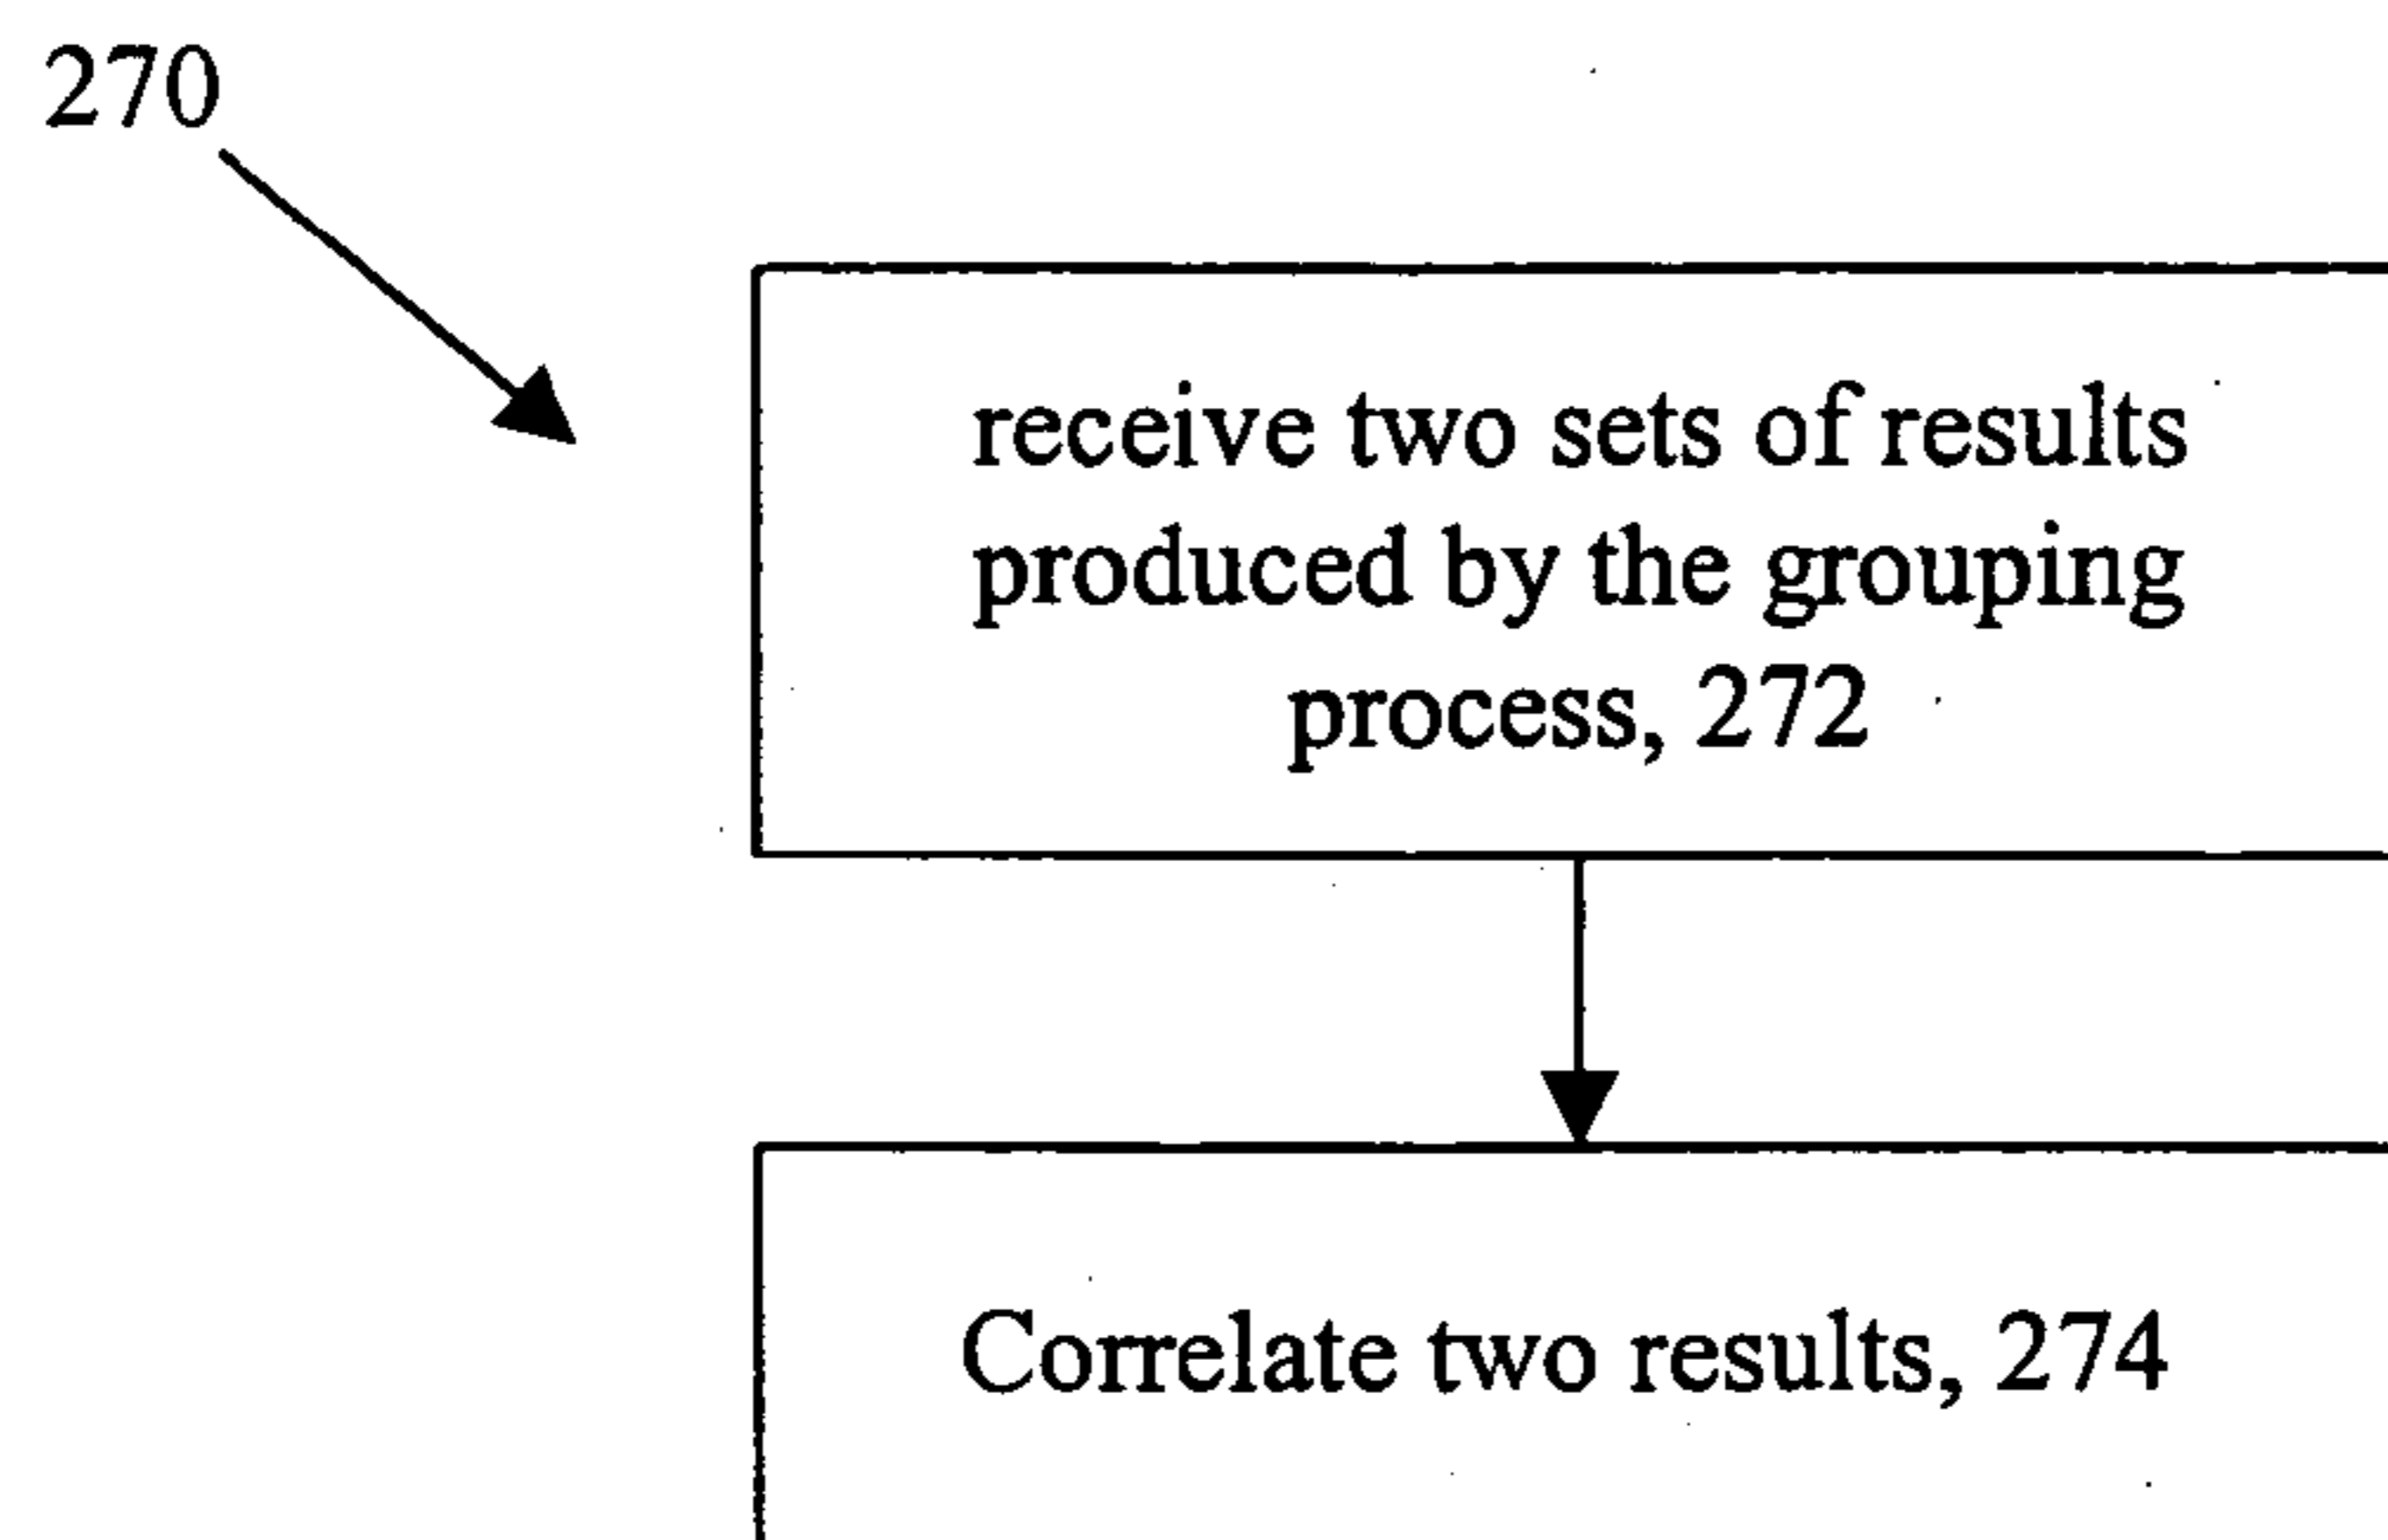 270
receive two sets of results
produced by the grouping
process, 272
Correlate two results, 274